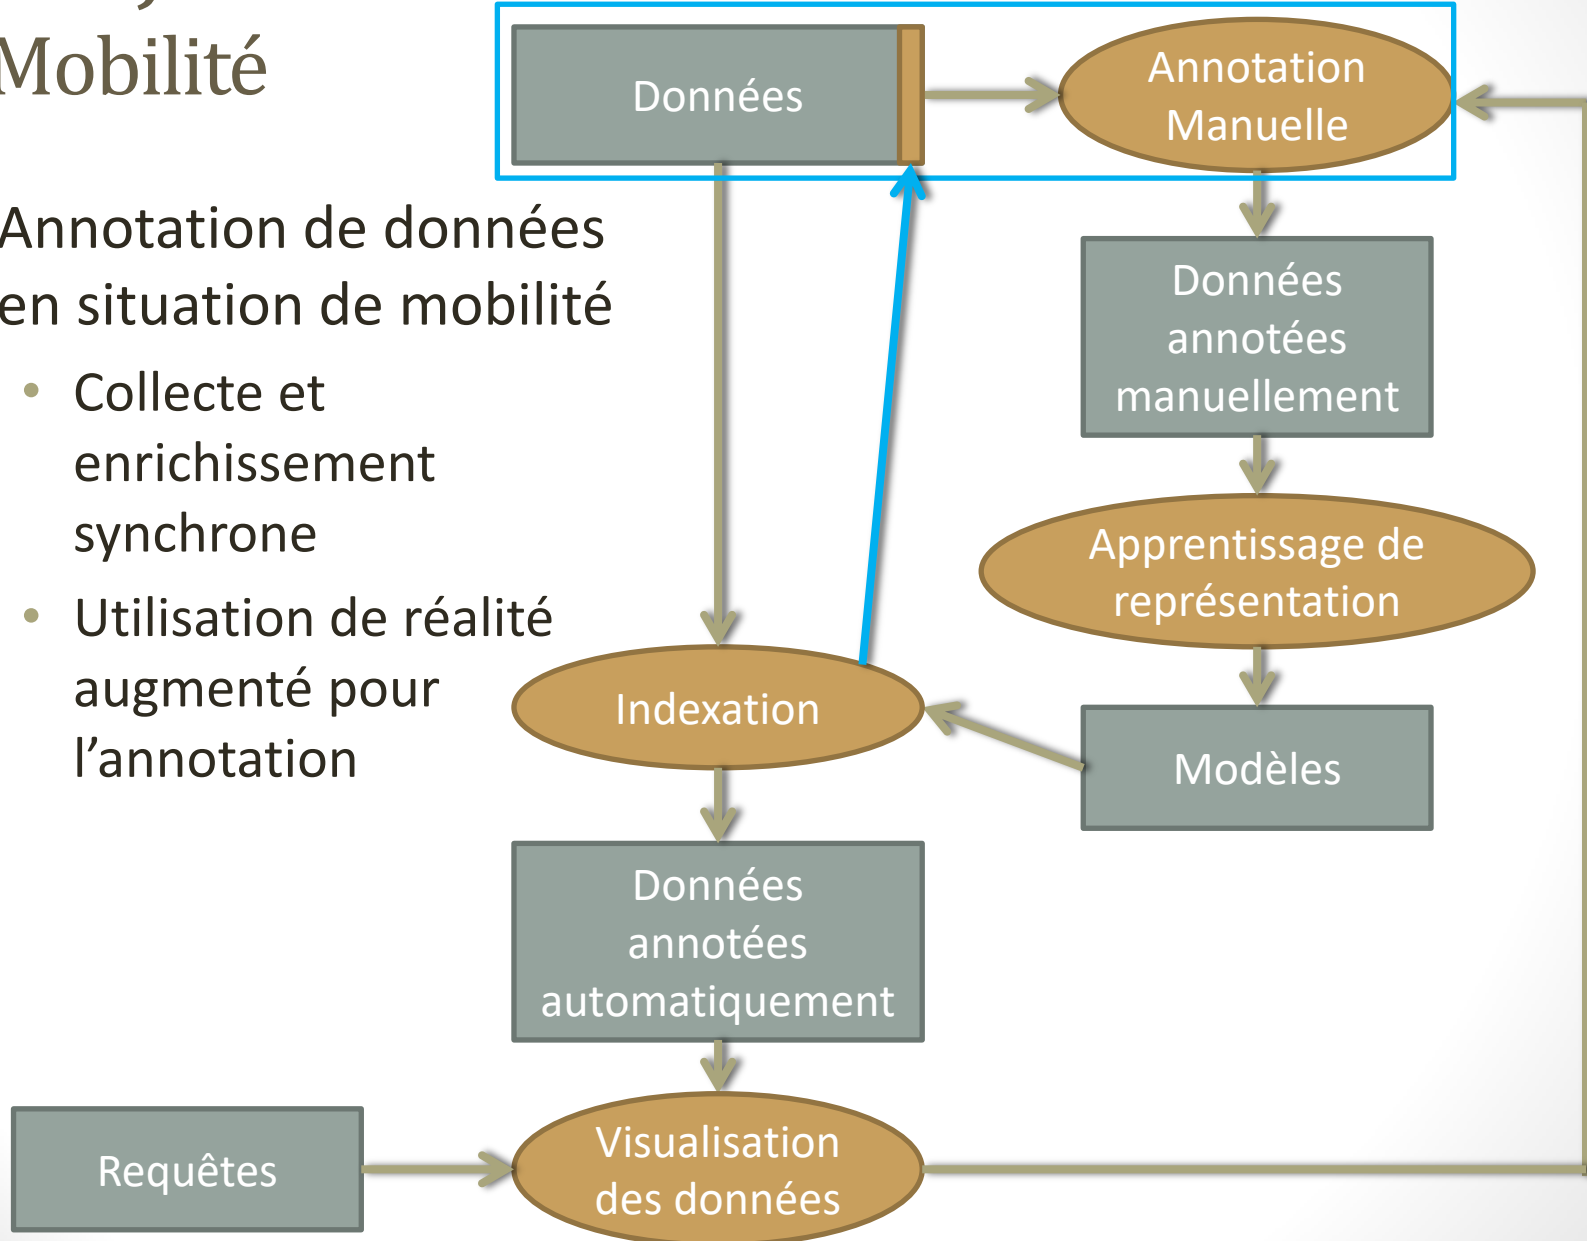 Mobilité
Annotation de données
en situation de mobilité
• Collecte et
enrichissement
synchrone
• Utilisation de réalité
augmenté pour
l’annotation
Données
Annotation
Manuelle
Données
annotées
manuellement
Apprentissage de
représentation
Indexation
Modèles
Données
annotées
automatiquement
Requêtes
Visualisation
des données